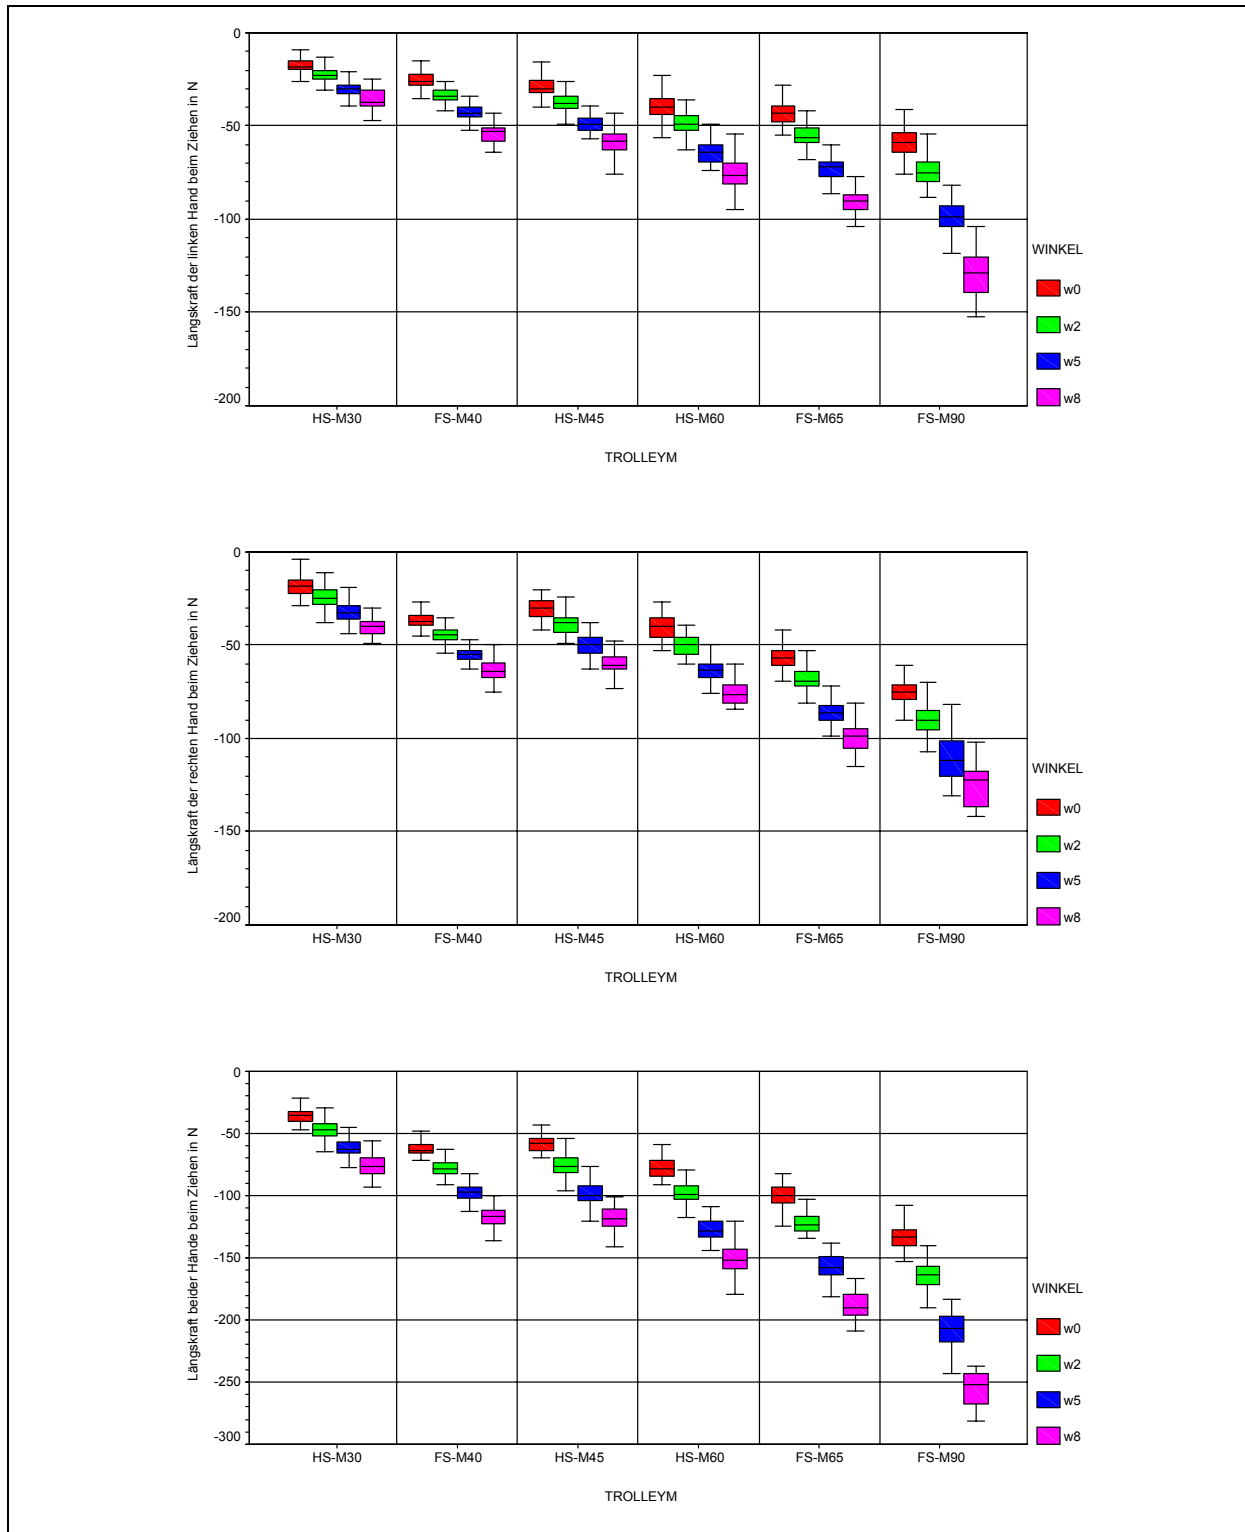 Längskraft der linken Hand beim Ziehen in N
0
-50
-100
-150
-200
HS-M30 FS-M40 HS-M45 HS-M60 FS-M65 FS-M90
TROLLEYM
WINKEL
w0
w2
w5
w8
Längskraft der rechten Hand beim Ziehen in N
0
-50
-100
-150
-200
HS-M30 FS-M40 HS-M45 HS-M60 FS-M65 FS-M90
TROLLEYM
WINKEL
w0
w2
w5
w8
Längskraft beider Hände beim Ziehen in N
0
-50
-100
-150
-200
-250
-300
HS-M30 FS-M40 HS-M45 HS-M60 FS-M65 FS-M90
TROLLEYM
WINKEL
w0
w2
w5
w8